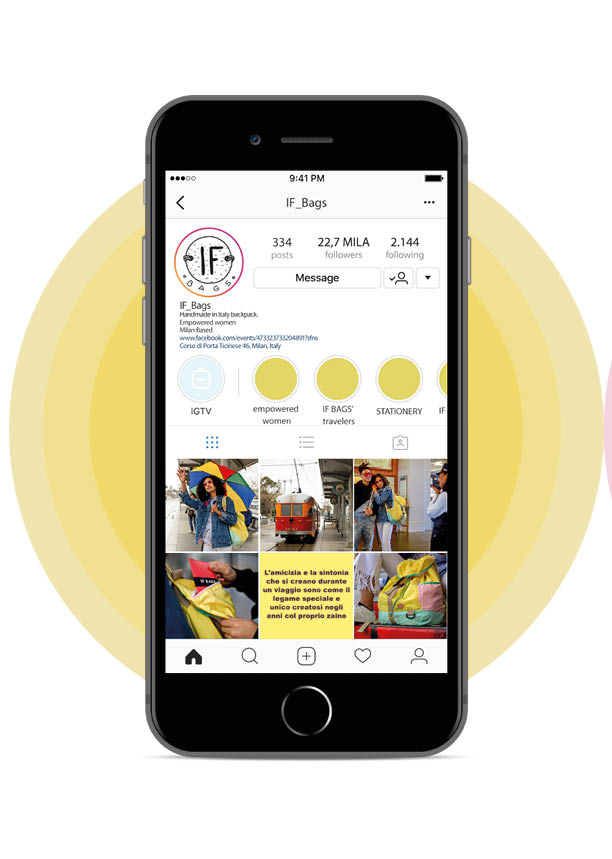 9:41 PM
IF_Bags
334 22,7 MILA 2.144
posts followers following
IF
BAGS
Message
IF_Bags
Handmade in Italy backpack.
Empowered women
Milan Based
www.facebook.com/events/473323733204891?sfns
Corso di Porta Ticinese 46, Milan, Italy
IGTV
empowered
women
IF BAGS'
travelers
STATIONERY
IF
IF BAGS
L'amicizia e la sintonia
che si creano durante
un viaggio sono come il
legame speciale e
unico creatosi negli
anni col proprio zaino